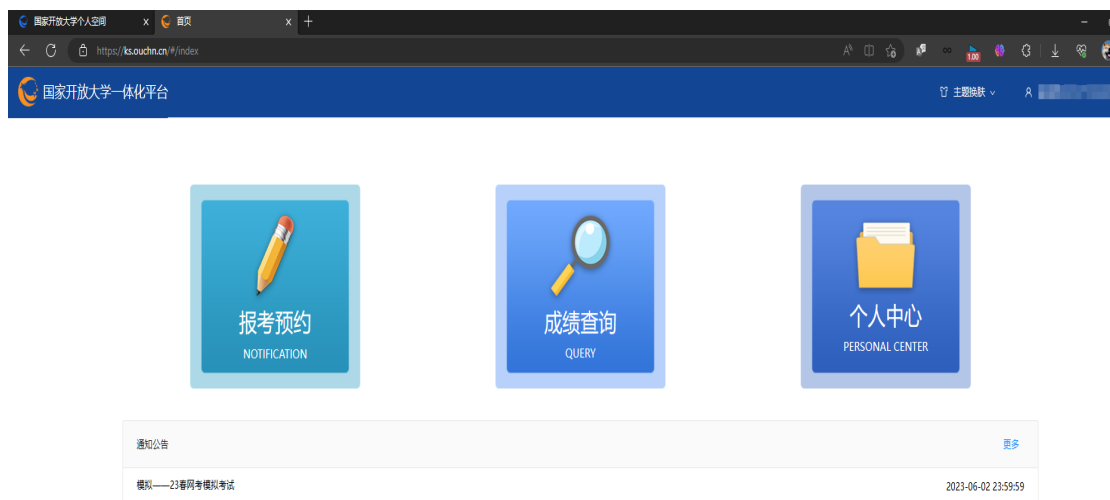 国家开放大学个人空间 x 首页 x +
https://ks.ouchn.cn/#/index
1.00
国家开放大学一体化平台 主题换肤
报考预约
NOTIFICATION
成绩查询
QUERY
个人中心
PERSONAL CENTER
通知公告 更多
模拟——23春网考模拟考试 2023-06-02 23:59:59